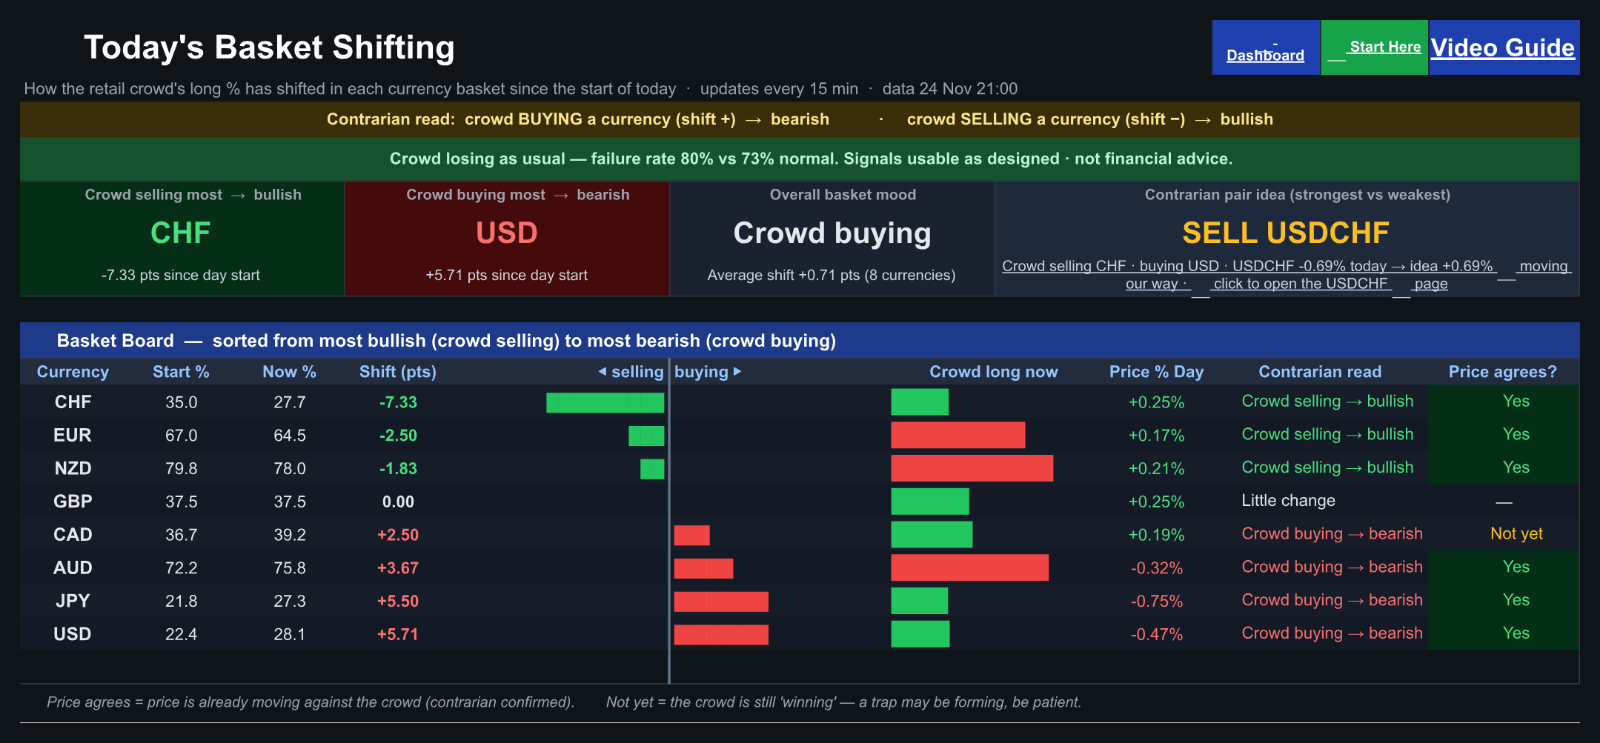 Today's Basket Shifting
Dashboard
Start Here
Video Guide
How the retail crowd's long % has shifted in each currency basket since the start of today · updates every 15 min · data 24 Nov 21:00
Contrarian read: crowd BUYING a currency (shift +) → bearish · crowd SELLING a currency (shift −) → bullish
Crowd losing as usual — failure rate 80% vs 73% normal. Signals usable as designed · not financial advice.
Crowd selling most → bullish
CHF
-7.33 pts since day start
Crowd buying most → bearish
USD
+5.71 pts since day start
Overall basket mood
Crowd buying
Average shift +0.71 pts (8 currencies)
Contrarian pair idea (strongest vs weakest)
SELL USDCHF
Crowd selling CHF · buying USD · USDCHF -0.69% today → idea +0.69% moving
our way · click to open the USDCHF page
Basket Board — sorted from most bullish (crowd selling) to most bearish (crowd buying)
Currency Start % Now % Shift (pts) ◄ selling buying ► Crowd long now Price % Day Contrarian read Price agrees?
CHF 35.0 27.7 -7.33 +0.25% Crowd selling → bullish Yes
EUR 67.0 64.5 -2.50 +0.17% Crowd selling → bullish Yes
NZD 79.8 78.0 -1.83 +0.21% Crowd selling → bullish Yes
GBP 37.5 37.5 0.00 +0.25% Little change —
CAD 36.7 39.2 +2.50 +0.19% Crowd buying → bearish Not yet
AUD 72.2 75.8 +3.67 -0.32% Crowd buying → bearish Yes
JPY 21.8 27.3 +5.50 -0.75% Crowd buying → bearish Yes
USD 22.4 28.1 +5.71 -0.47% Crowd buying → bearish Yes
Price agrees = price is already moving against the crowd (contrarian confirmed). Not yet = the crowd is still 'winning' — a trap may be forming, be patient.